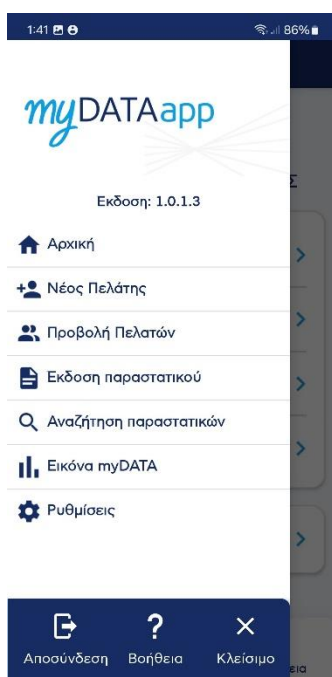 1:41 86%
myDATAapp
Σ
Εκδοση: 1.0.1.3
Αρχική
Νέος Πελάτης
Προβολή Πελατών
Εκδοση παραστατικού
Αναζήτηση παραστατικών
Εικόνα myDATA
Ρυθμίσεις
Αποσύνδεση Βοήθεια Κλείσιμο
εια